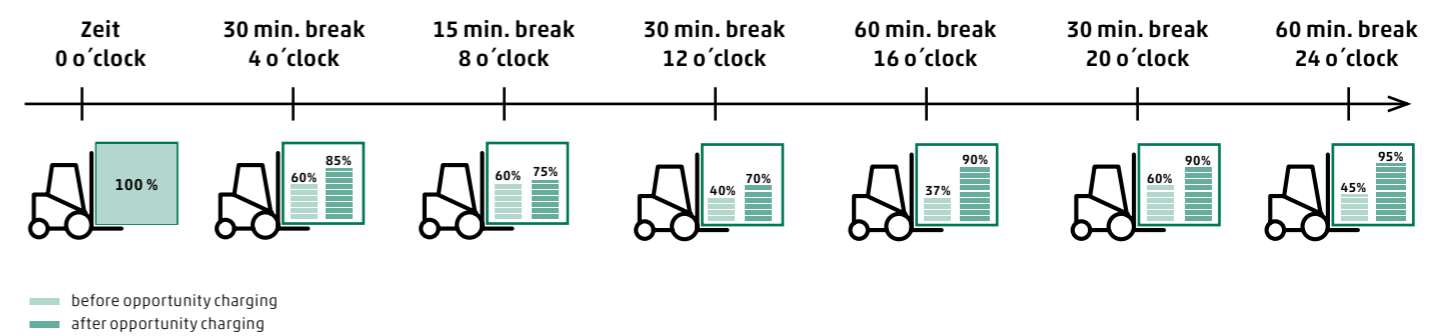 Zeit
0 o´clock
30 min. break
4 o´clock
15 min. break
8 o´clock
30 min. break
12 o´clock
60 min. break
16 o´clock
30 min. break
20 o´clock
60 min. break
24 o´clock
100 %
60% 85%
60% 75%
40% 70%
37% 90%
60% 90%
45% 95%
before opportunity charging
after opportunity charging